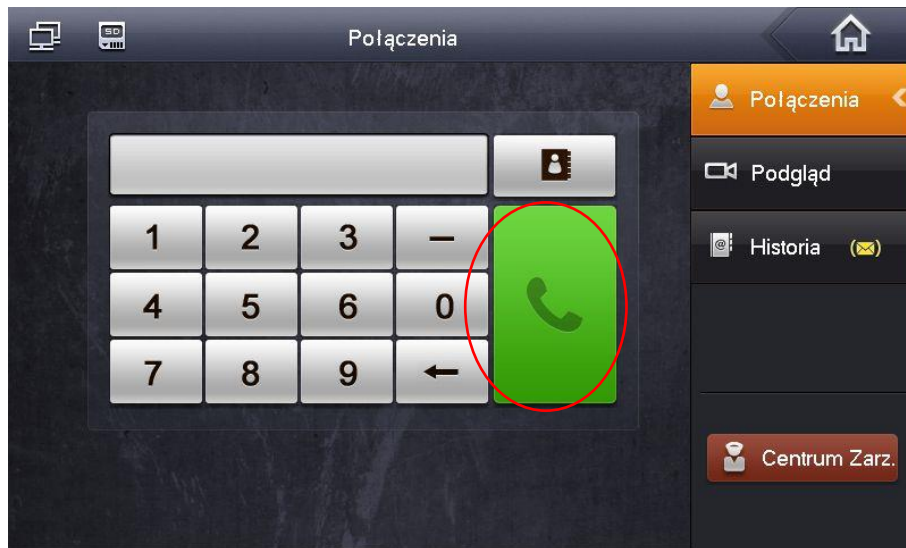 SD
Połączenia
Połączenia
Podgląd
Historia (✉)
1 2 3 –
4 5 6 0
7 8 9 ←
Centrum Zarz.